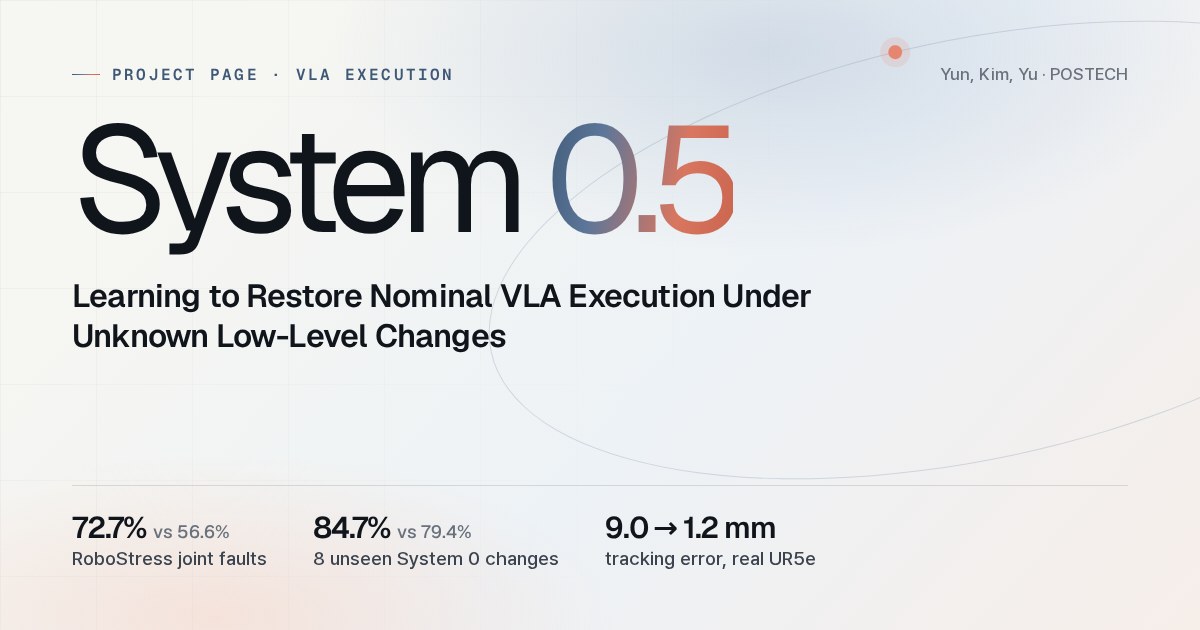 PROJECT PAGE · VLA EXECUTION
Yun, Kim, Yu · POSTECH
System 0.5
Learning to Restore Nominal VLA Execution Under
Unknown Low-Level Changes
72.7% vs 56.6%
RoboStress joint faults
84.7% vs 79.4%
8 unseen System 0 changes
9.0 → 1.2 mm
tracking error, real UR5e